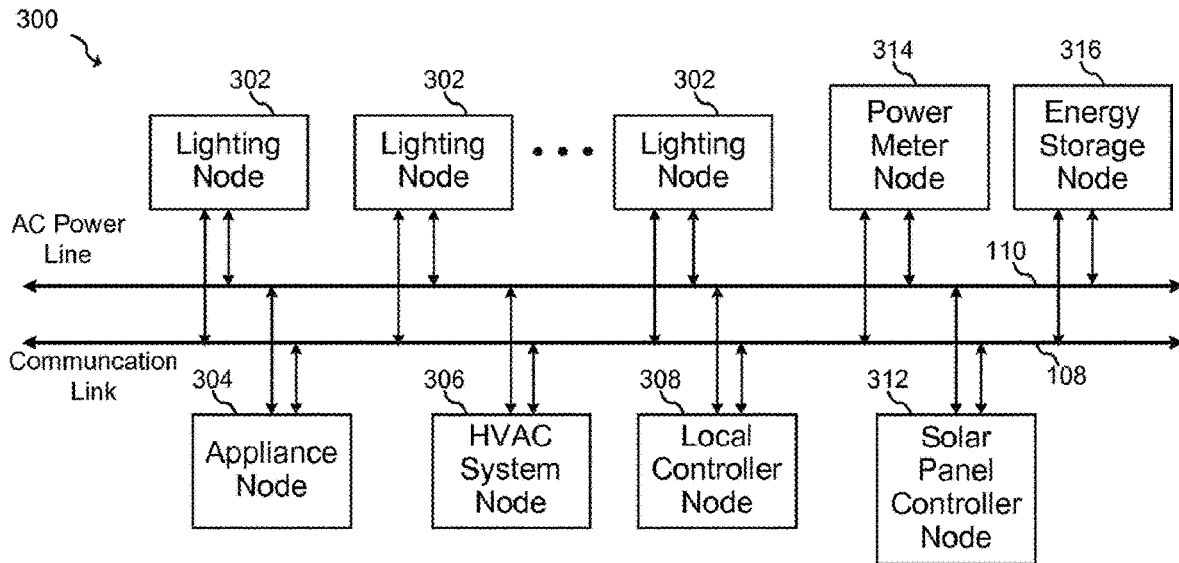 300
302
302
302
314
316
Lighting
Node
Lighting
Node
Lighting
Node
Power
Meter
Node
Energy
Storage
Node
AC Power
Line
110
Communcation
Link
108
304
306
308
312
Appliance
Node
HVAC
System
Node
Local
Controller
Node
Solar
Panel
Controller
Node